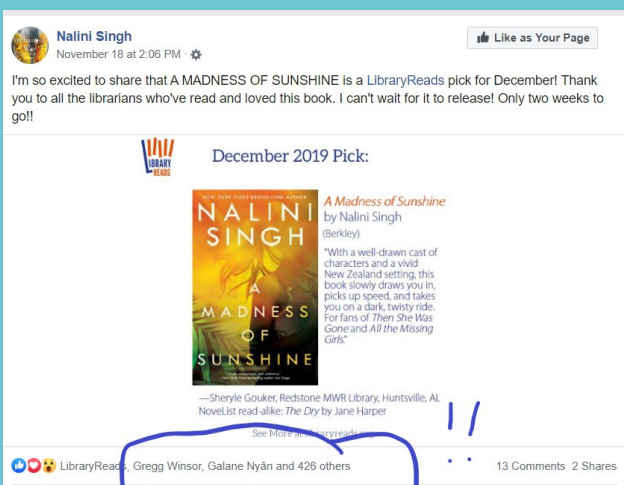 Nalini Singh
November 18 at 2:06 PM ·
Like as Your Page
I'm so excited to share that A MADNESS OF SUNSHINE is a LibraryReads pick for December! Thank
you to all the librarians who've read and loved this book. I can't wait for it to release! Only two weeks to
go!!
LIBRARY
READS
December 2019 Pick:
NEW YORK TIMES BESTSELLING AUTHOR
NALINI
SINGH
A
MADNESS
OF
SUNSHINE
A Madness of Sunshine
by Nalini Singh
(Berkley)
"With a well-drawn cast of
characters and a vivid
New Zealand setting, this
book slowly draws you in,
picks up speed, and takes
you on a dark, twisty ride.
For fans of Then She Was
Gone and All the Missing
Girls."
—Sheryle Gouker, Redstone MWR Library, Huntsville, AL
NoveList read-alike: The Dry by Jane Harper
See More at libraryreads.org
!!
LibraryReads, Gregg Winsor, Galane Nyân and 426 others
13 Comments 2 Shares